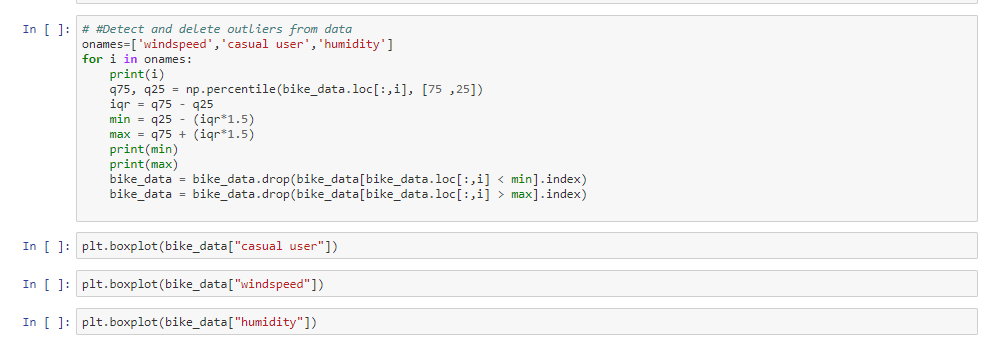 In [ ]: # #Detect and delete outliers from data
onames=['windspeed','casual user','humidity']
for i in onames:
    print(i)
    q75, q25 = np.percentile(bike_data.loc[:,i], [75 ,25])
    iqr = q75 - q25
    min = q25 - (iqr*1.5)
    max = q75 + (iqr*1.5)
    print(min)
    print(max)
    bike_data = bike_data.drop(bike_data[bike_data.loc[:,i] < min].index)
    bike_data = bike_data.drop(bike_data[bike_data.loc[:,i] > max].index)
In [ ]: plt.boxplot(bike_data["casual user"])
In [ ]: plt.boxplot(bike_data["windspeed"])
In [ ]: plt.boxplot(bike_data["humidity"])